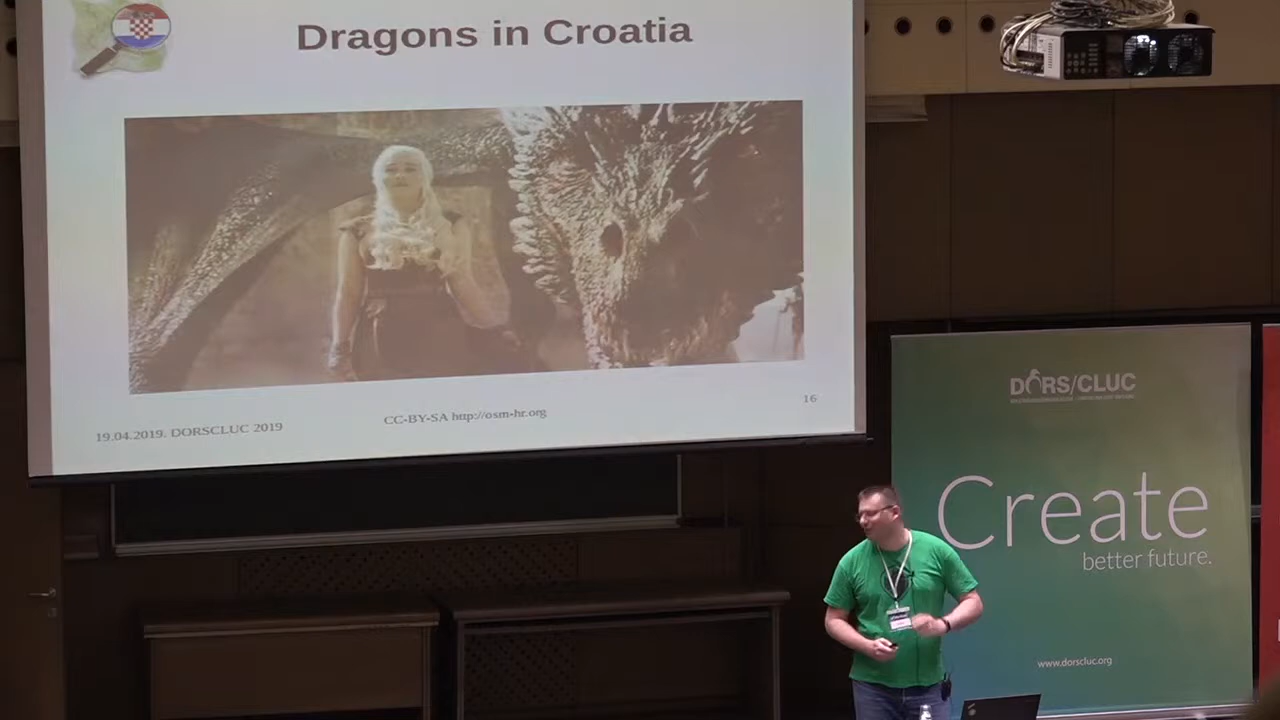 Dragons in Croatia
19.04.2019. DORSCLUC 2019
CC-BY-SA http://osm-hr.org
16
DORS/CLUC
Create
better future.
www.dorscluc.org